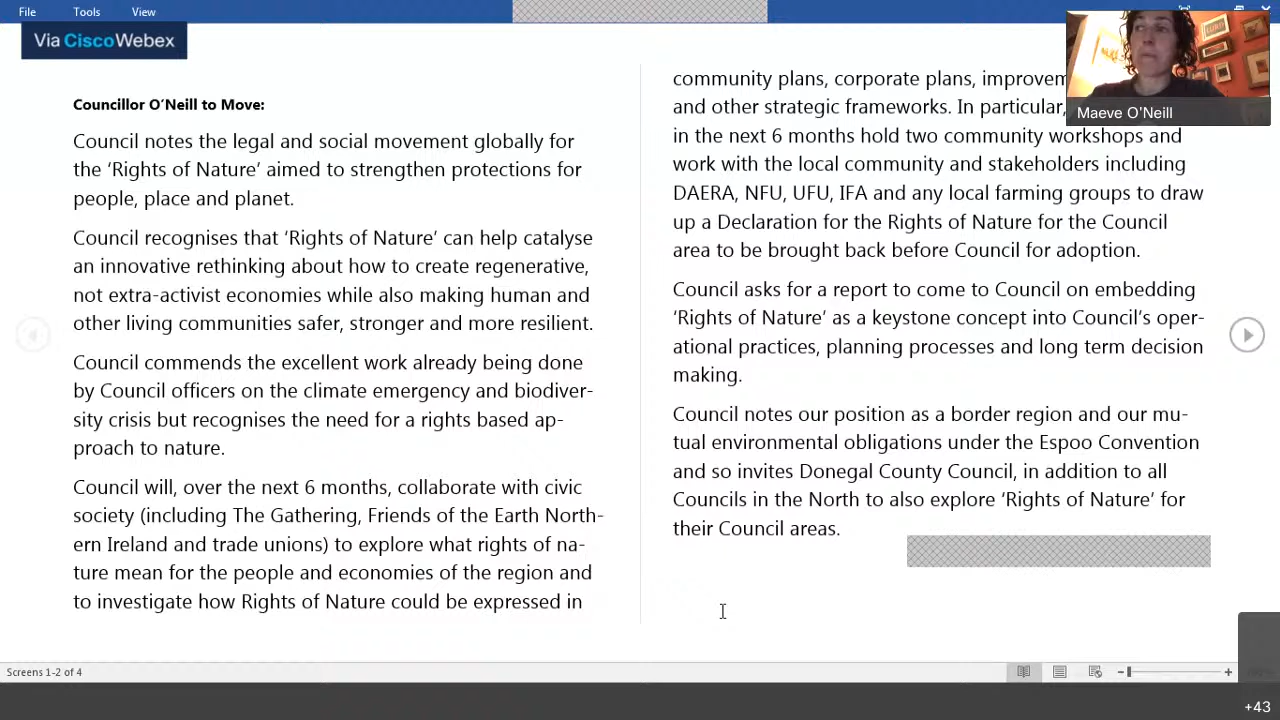 File Tools View
Via CiscoWebex
Maeve O'Neill
Councillor O´Neill to Move:
Council notes the legal and social movement globally for
the ‘Rights of Nature’ aimed to strengthen protections for
people, place and planet.
Council recognises that ‘Rights of Nature’ can help catalyse
an innovative rethinking about how to create regenerative,
not extra-activist economies while also making human and
other living communities safer, stronger and more resilient.
Council commends the excellent work already being done
by Council officers on the climate emergency and biodiver-
sity crisis but recognises the need for a rights based ap-
proach to nature.
Council will, over the next 6 months, collaborate with civic
society (including The Gathering, Friends of the Earth North-
ern Ireland and trade unions) to explore what rights of na-
ture mean for the people and economies of the region and
to investigate how Rights of Nature could be expressed in
community plans, corporate plans,
and other strategic frameworks. In particular,
in the next 6 months hold two community workshops and
work with the local community and stakeholders including
DAERA, NFU, UFU, IFA and any local farming groups to draw
up a Declaration for the Rights of Nature for the Council
area to be brought back before Council for adoption.
Council asks for a report to come to Council on embedding
‘Rights of Nature’ as a keystone concept into Council’s oper-
ational practices, planning processes and long term decision
making.
Council notes our position as a border region and our mu-
tual environmental obligations under the Espoo Convention
and so invites Donegal County Council, in addition to all
Councils in the North to also explore ‘Rights of Nature’ for
their Council areas.
Screens 1-2 of 4
+43